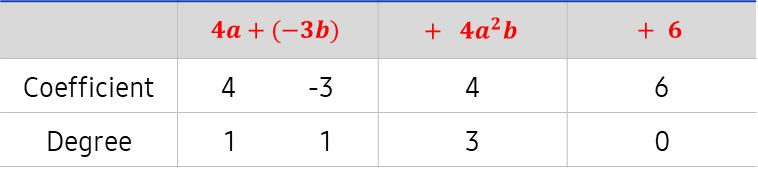 4a + (−3b) + 4a²b + 6
Coefficient 4 -3 4 6
Degree 1 1 3 0